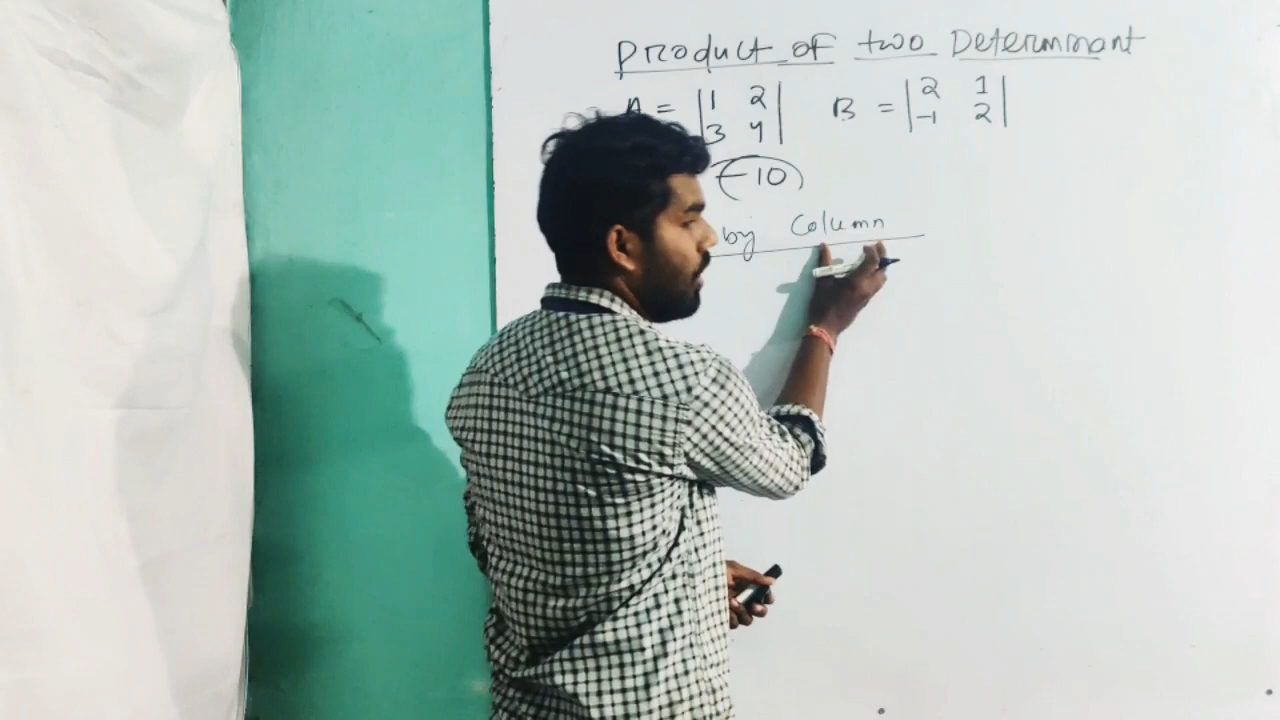 Product of two Determinant
A = |1 2| B = |2 1|
|3 4| |-1 2|
(-10)
by Column